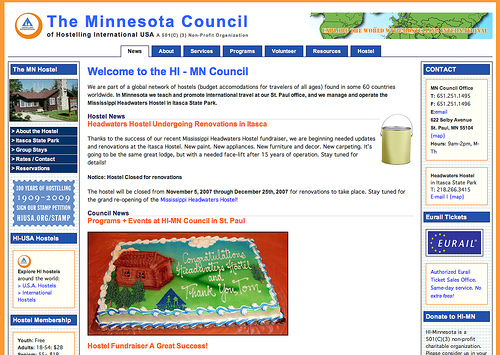 The Minnesota Council
of Hostelling International USA A 501(C) (3) Non-Profit Organization
EXPLORE THE WORLD WITH HOSTELLING INTERNATIONAL
News
About
Services
Programs
Volunteer
Resources
Hostel
The MN Hostel
> About the Hostel
> Itasca State Park
> Group Stays
> Rates / Contact
> Reservations
100 YEARS OF HOSTELLING
1909-2009
SIGN OUR STAMP PETITION
HIUSA.ORG/STAMP
HI-USA Hostels
Explore HI hostels
around the world:
> U.S.A. Hostels
> International
Hostels
Hostel Membership
Youth: Free
Adults: 18-54: $28
Welcome to the HI - MN Council
We are part of a global network of hostels (budget accomodations for travelers of all ages) found in some 60 countries
worldwide. In Minnesota we teach and promote international travel at our St. Paul office, and we manage and operate the
Mississippi Headwaters Hostel in Itasca State Park.
Hostel News
Headwaters Hostel Undergoing Renovations in Itasca
Thanks to the success of our recent Mississippi Headwaters Hostel fundraiser, we are beginning needed updates
and renovations at the Itasca Hostel. New paint. New appliances. New furniture and decor. New carpeting. It's
going to be the same great lodge, but with a needed face-lift after 15 years of operation. Stay tuned for
details!
Notice: Hostel Closed for renovations
The hostel will be closed from November 5, 2007 through December 25th, 2007 for renovations to take place. Stay tuned for
the grand re-opening of the Mississippi Headwaters Hostel!
Council News
Programs + Events at HI-MN Council in St. Paul
Congratulations
Headwaters Hostel
and
Thank You Tom
Hostel Fundraiser A Great Success!
CONTACT
MN Council Office
T: 651.251.1495
F: 651.251.1496
Email
622 Selby Avenue
St. Paul, MN 55104
(map)
Hours: 9am-2pm, M-
Th
Headwaters Hostel
in Itasca State Park
T: 218.266.3415
E-mail I (map)
Eurail Tickets
EURAIL
Authorized Eurail
Ticket Sales Office.
Same-day service. No
extra fees!
Donate to HI-MN
HI-Minnesota is a
501(C)(3) non-profit
charitable organization.
Please consider us in your